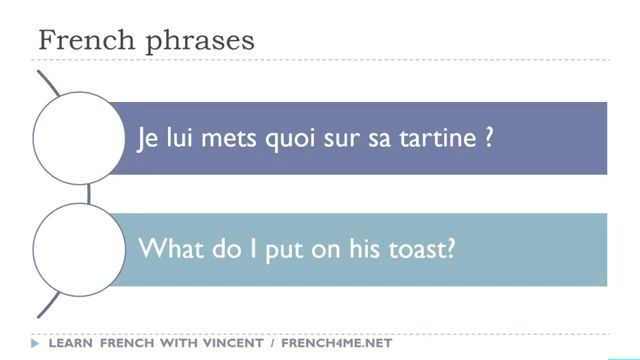 French phrases
Je lui mets quoi sur sa tartine ?
What do I put on his toast?
LEARN FRENCH WITH VINCENT / FRENCH4ME.NET